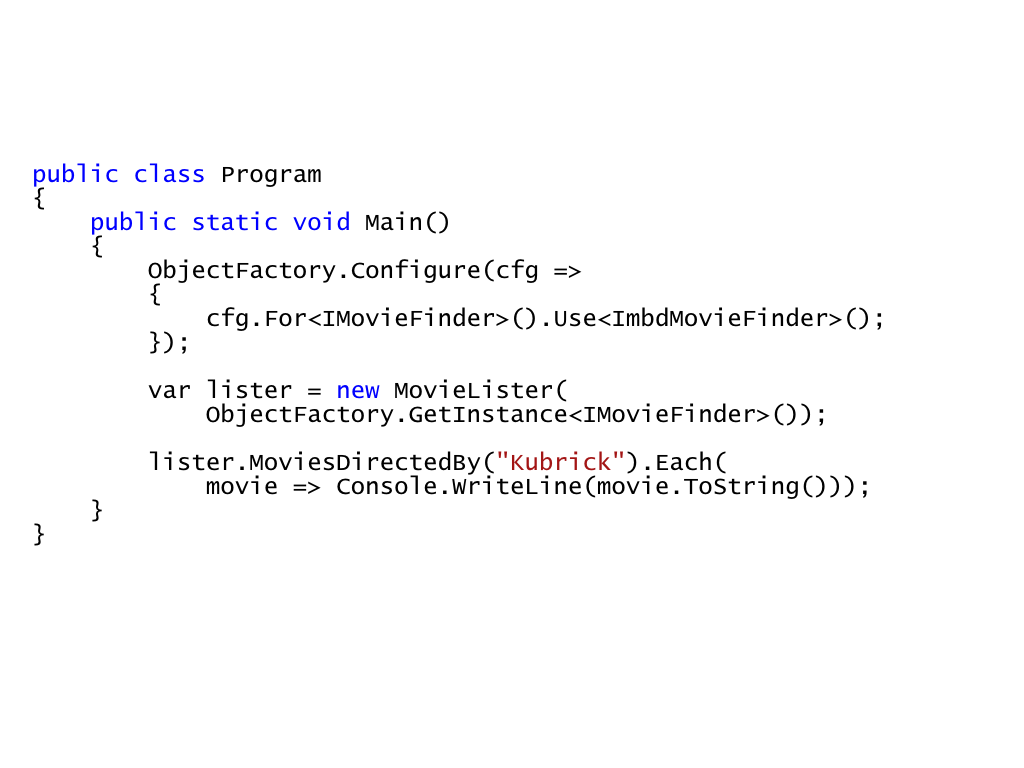 public class Program
{
    public static void Main()
    {
        ObjectFactory.Configure(cfg =>
        {
            cfg.For<IMovieFinder>().Use<ImbdMovieFinder>();
        });

        var lister = new MovieLister(
            ObjectFactory.GetInstance<IMovieFinder>());

        lister.MoviesDirectedBy("Kubrick").Each(
            movie => Console.WriteLine(movie.ToString()));
    }
}